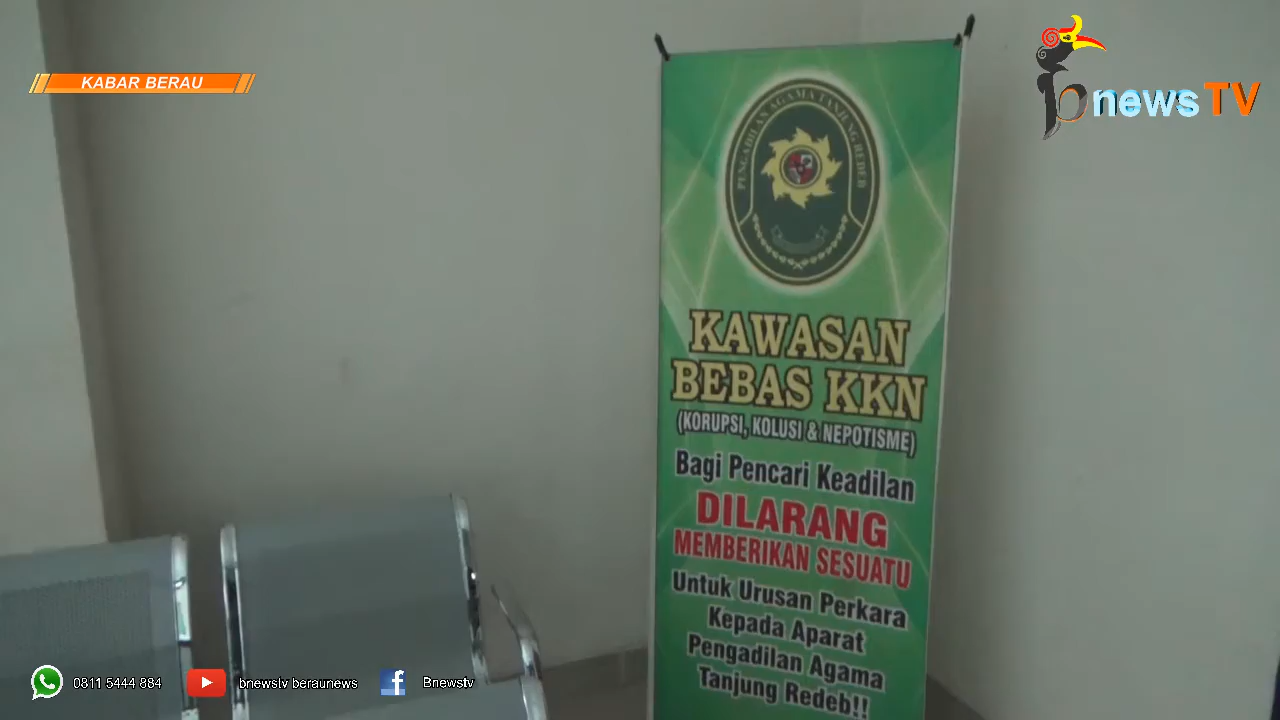 KABAR BERAU
bnews TV
PENGADILAN AGAMA TANJUNG REDEB
KAWASAN
BEBAS KKN
(KORUPSI, KOLUSI & NEPOTISME)
Bagi Pencari Keadilan
DILARANG
MEMBERIKAN SESUATU
Untuk Urusan Perkara
Kepada Aparat
Pengadilan Agama
Tanjung Redeb!!
0811 5444 884
bnewstv beraunews
Bnewstv